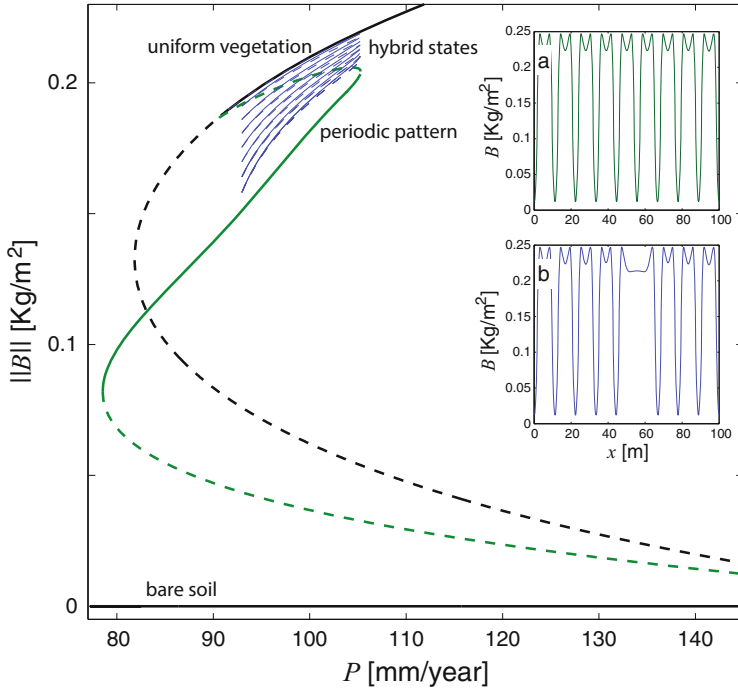 uniform vegetation
hybrid states
periodic pattern
bare soil
||B|| [Kg/m²]
0.2
0.1
0
80 90 100 110 120 130 140
P [mm/year]
a
B [Kg/m²]
0.25
0.2
0.15
0.1
0.05
0
0 20 40 60 80 100
b
B [Kg/m²]
0.25
0.2
0.15
0.1
0.05
0
0 20 40 60 80 100
x [m]